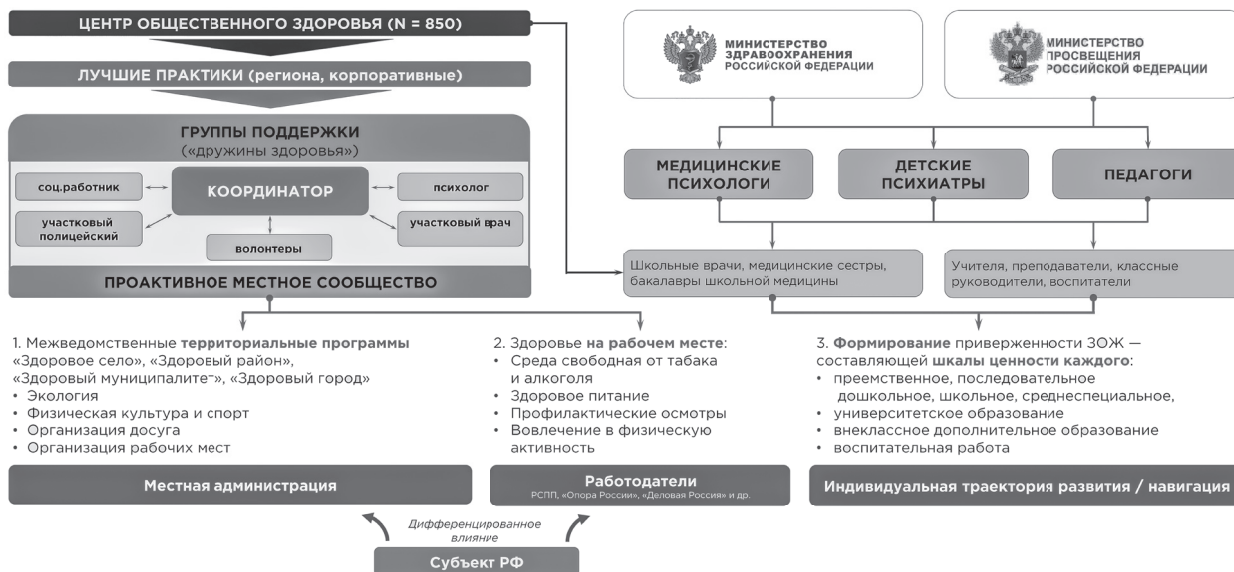 ЦЕНТР ОБЩЕСТВЕННОГО ЗДОРОВЬЯ (N = 850)
ЛУЧШИЕ ПРАКТИКИ (региона, корпоративные)
ГРУППЫ ПОДДЕРЖКИ
(«дружины здоровья»)
соц.работник
КООРДИНАТОР
психолог
участковый
полицейский
участковый врач
волонтеры
ПРОАКТИВНОЕ МЕСТНОЕ СООБЩЕСТВО
МИНИСТЕРСТВО
ЗДРАВООХРАНЕНИЯ
РОССИЙСКОЙ ФЕДЕРАЦИИ
МИНИСТЕРСТВО
ПРОСВЕЩЕНИЯ
РОССИЙСКОЙ ФЕДЕРАЦИИ
МЕДИЦИНСКИЕ
ПСИХОЛОГИ
ДЕТСКИЕ
ПСИХИАТРЫ
ПЕДАГОГИ
Школьные врачи, медицинские сестры,
бакалавры школьной медицины
Учителя, преподаватели, классные
руководители, воспитатели
1. Межведомственные территориальные программы
«Здоровое село», «Здоровый район»,
«Здоровый муниципалитет», «Здоровый город»
• Экология
• Физическая культура и спорт
• Организация досуга
• Организация рабочих мест
Местная администрация
2. Здоровье на рабочем месте:
• Среда свободная от табака
и алкоголя
• Здоровое питание
• Профилактические осмотры
• Вовлечение в физическую
активность
Работодатели
РСПП, «Опора России», «Деловая Россия» и др.
3. Формирование приверженности ЗОЖ —
составляющей шкалы ценности каждого:
• преемственное, последовательное
дошкольное, школьное, среднеспециальное,
• университетское образование
• внеклассное дополнительное образование
• воспитательная работа
Индивидуальная траектория развития / навигация
Дифференцированное
влияние
Субъект РФ